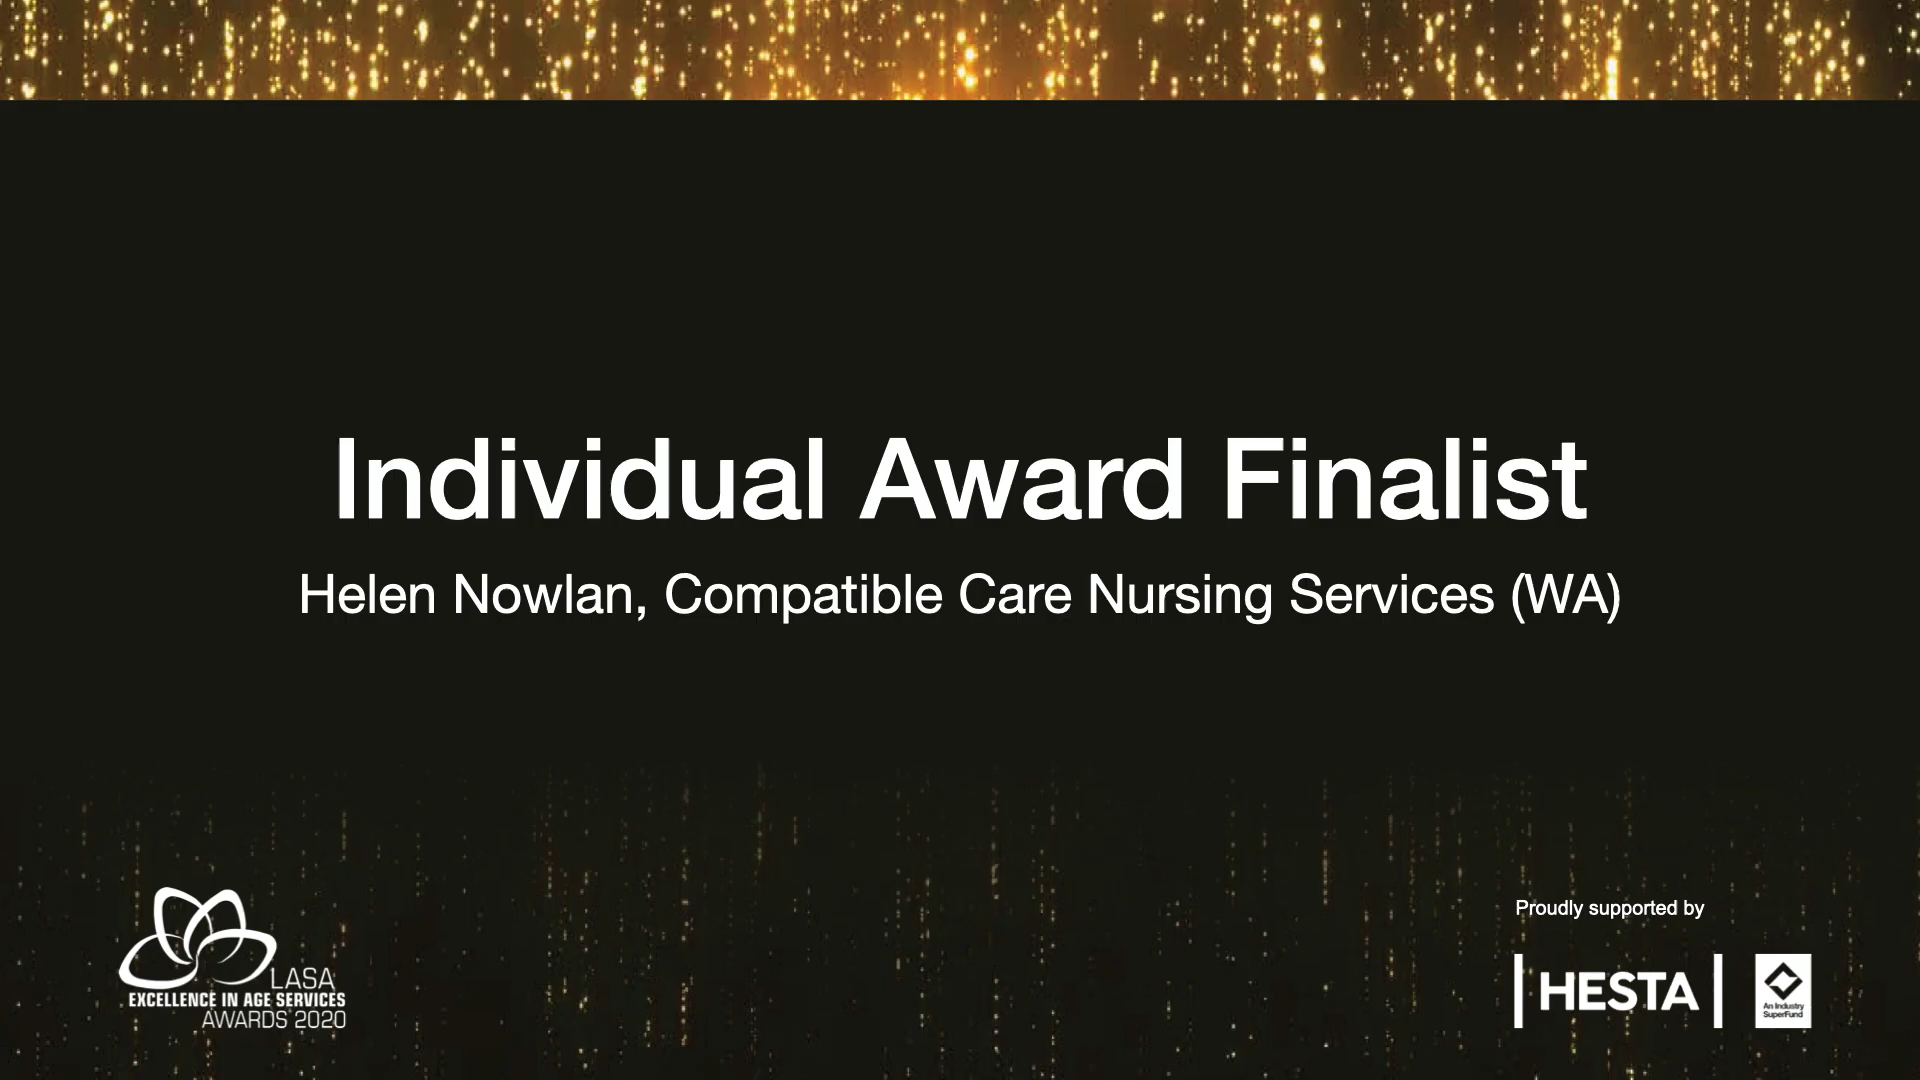 Individual Award Finalist
Helen Nowlan, Compatible Care Nursing Services (WA)
LASA
EXCELLENCE IN AGE SERVICES
AWARDS 2020
Proudly supported by
HESTA
An Industry
SuperFund